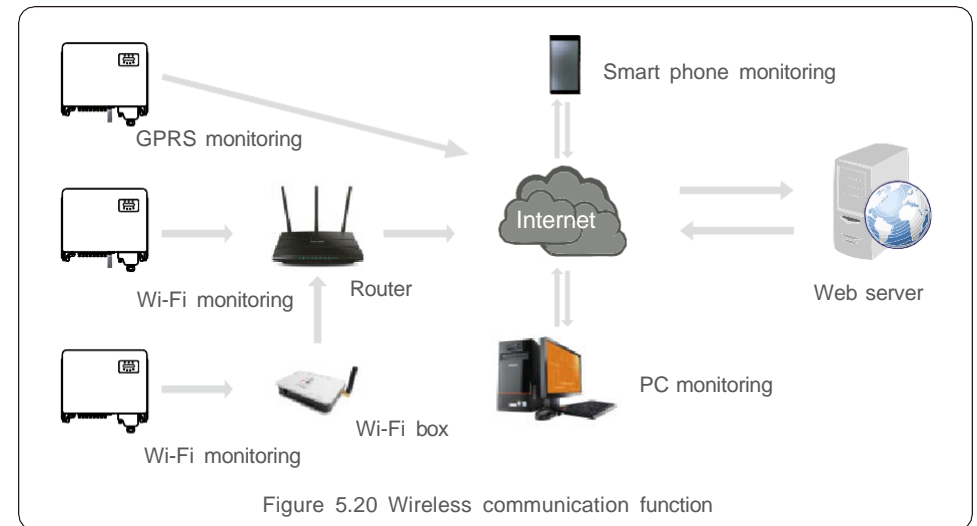 Smart phone monitoring
GPRS monitoring
Internet
Wi-Fi monitoring
Router
Web server
PC monitoring
Wi-Fi box
Wi-Fi monitoring
Figure 5.20 Wireless communication function